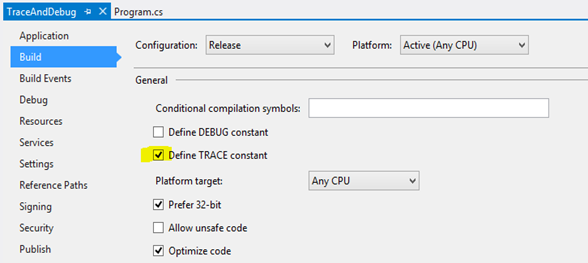 TraceAndDebug Program.cs
Application
Build
Build Events
Debug
Resources
Services
Settings
Reference Paths
Signing
Security
Publish
Configuration: Release Platform: Active (Any CPU)
General
Conditional compilation symbols:
Define DEBUG constant
Define TRACE constant
Platform target: Any CPU
Prefer 32-bit
Allow unsafe code
Optimize code